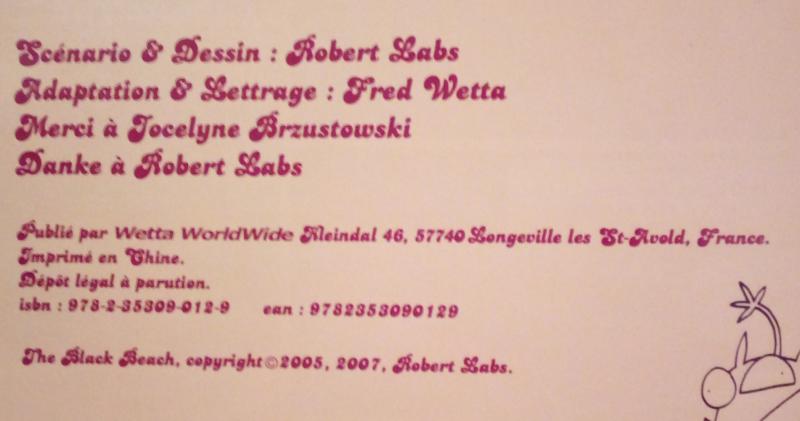 Scénario & Dessin : Robert Labs
Adaptation & Lettrage : Fred Wetta
Merci à Jocelyne Brzustowski
Danke à Robert Labs
Publié par Wetta WorldWide Kleindal 46, 57740 Longeville les St-Avold, France.
Imprimé en Chine.
Dépôt légal à parution.
isbn : 978-2-35309-012-9 ean : 9782353090129
The Black Beach, copyright©2005, 2007, Robert Labs.